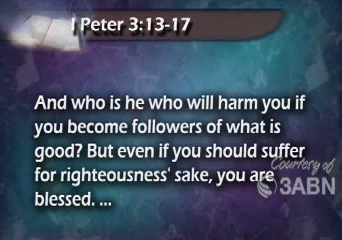 I Peter 3:13-17
And who is he who will harm you if
you become followers of what is
good? But even if you should suffer
for righteousness' sake, you are
blessed. ...
Courtesy of
3ABN